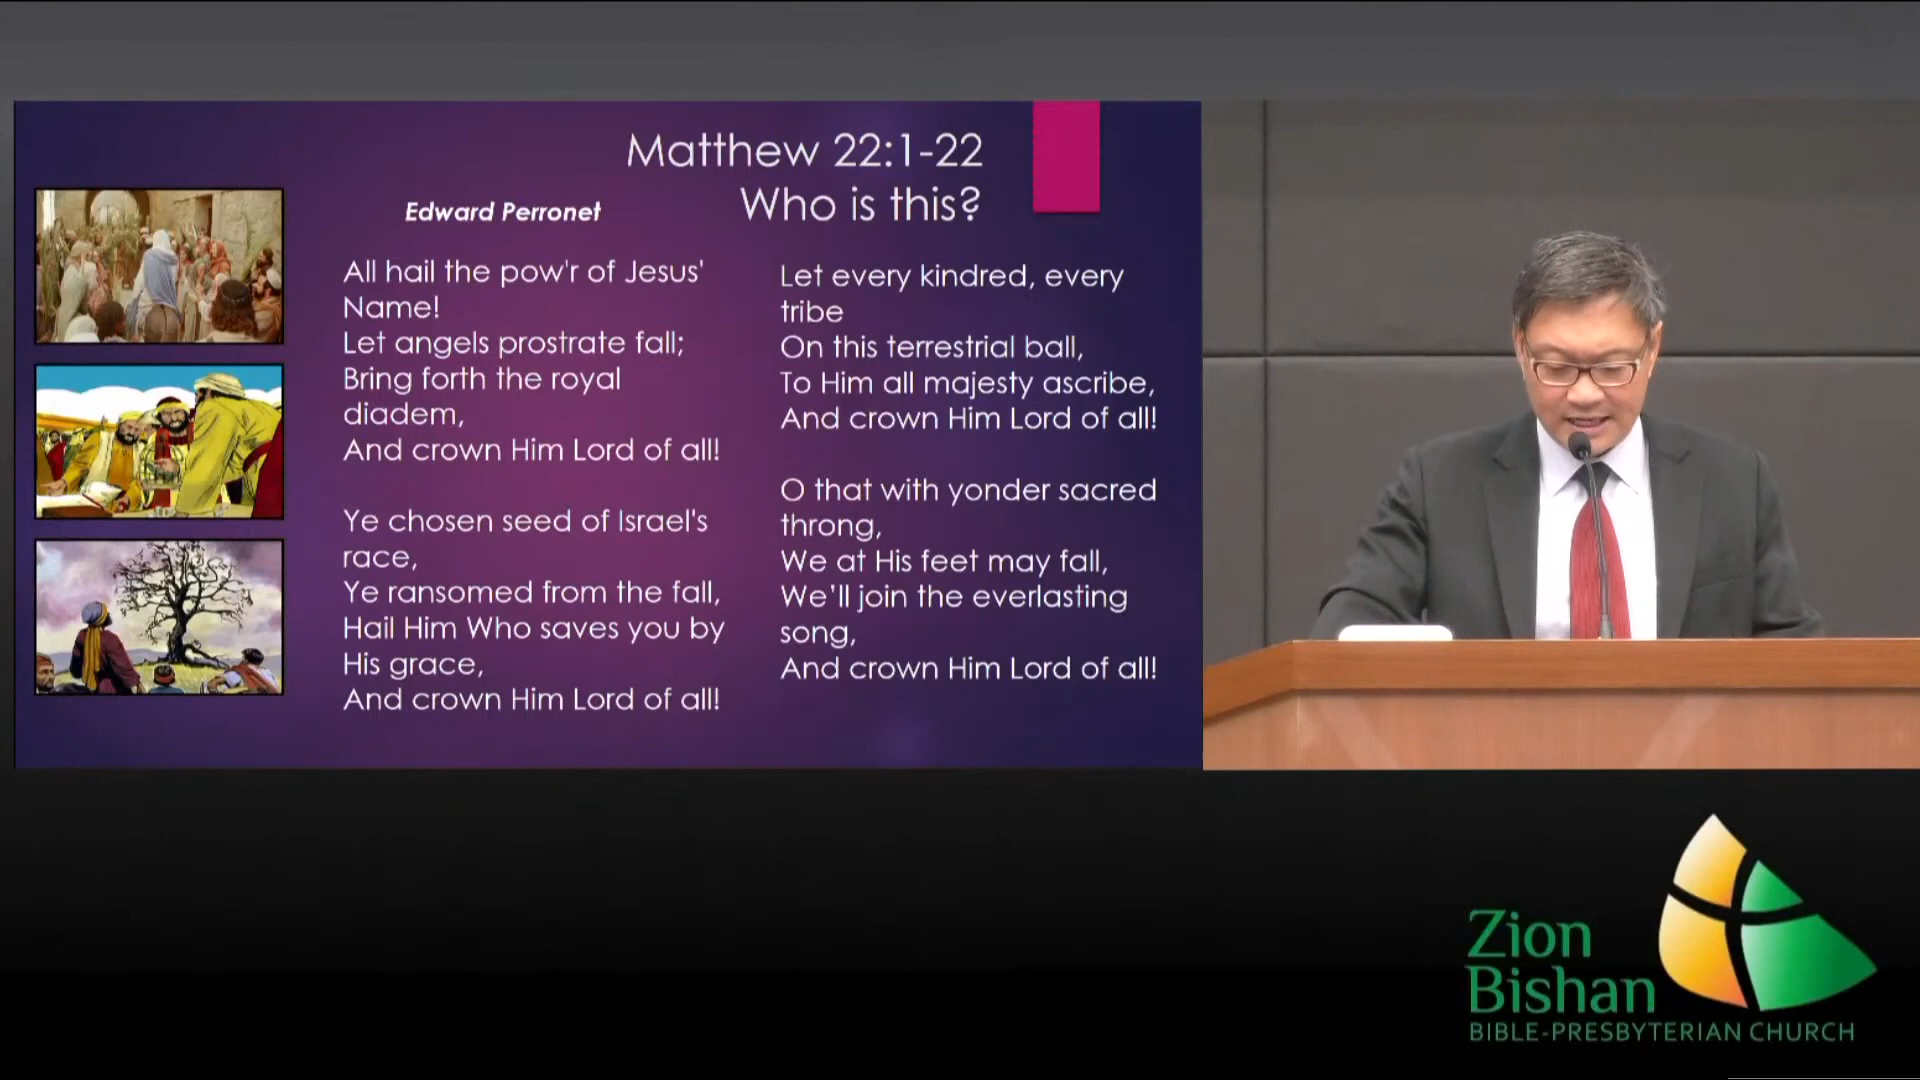 Matthew 22:1-22
Who is this?
Edward Perronet
All hail the pow'r of Jesus'
Name!
Let angels prostrate fall;
Bring forth the royal
diadem,
And crown Him Lord of all!
Ye chosen seed of Israel's
race,
Ye ransomed from the fall,
Hail Him Who saves you by
His grace,
And crown Him Lord of all!
Let every kindred, every
tribe
On this terrestrial ball,
To Him all majesty ascribe,
And crown Him Lord of all!
O that with yonder sacred
throng,
We at His feet may fall,
We'll join the everlasting
song,
And crown Him Lord of all!
Zion
Bishan
BIBLE-PRESBYTERIAN CHURCH